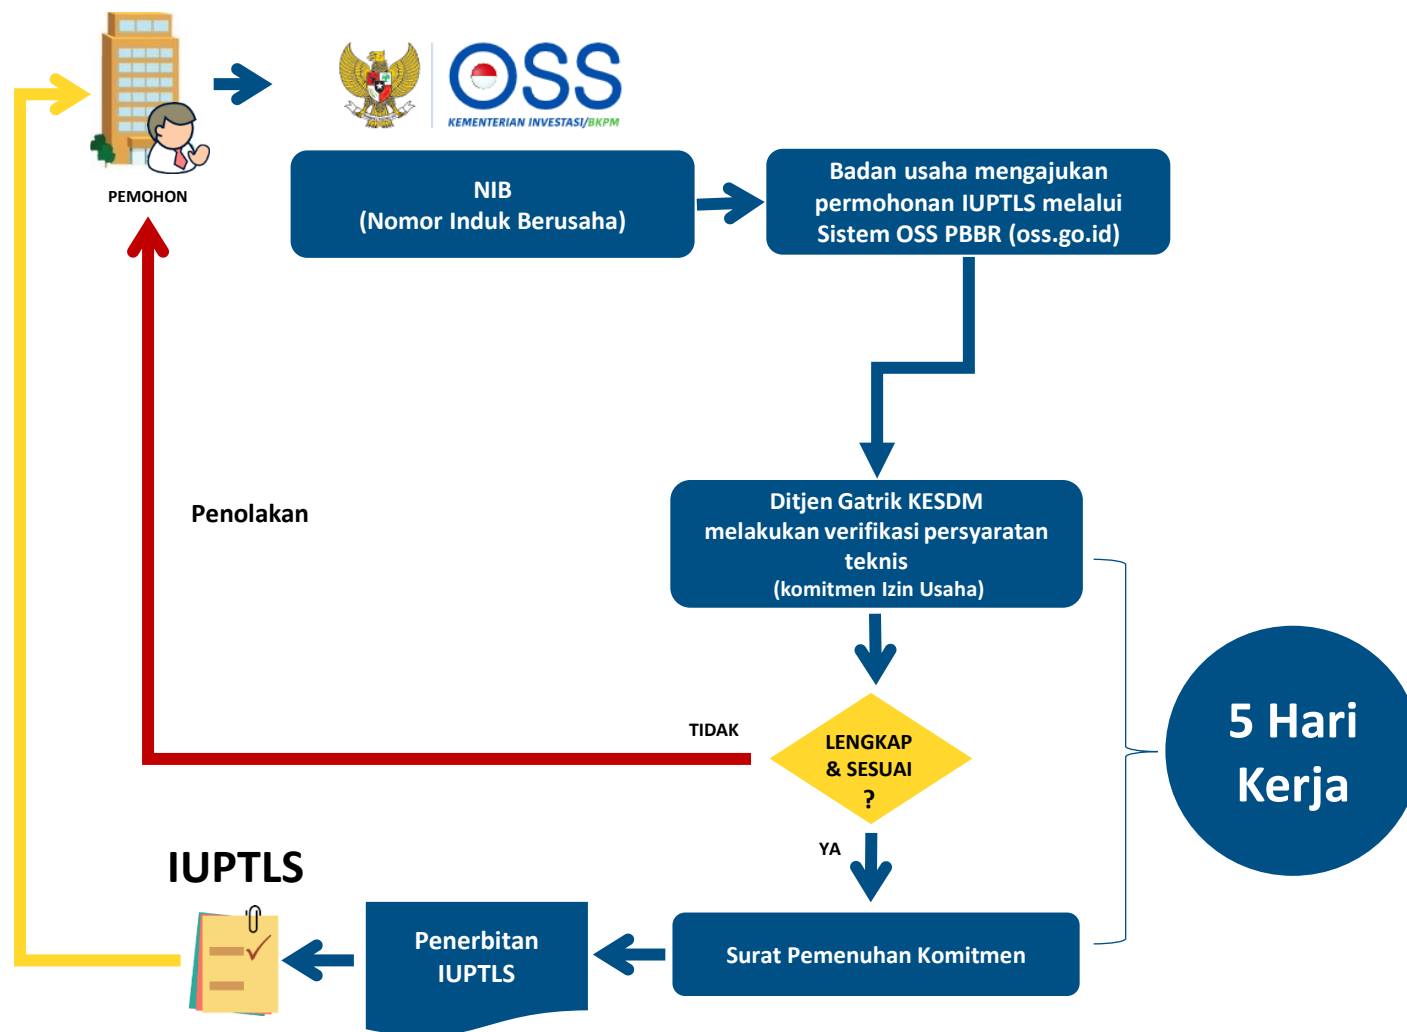 OSS
KEMENTERIAN INVESTASI/BKPM
PEMOHON
NIB
(Nomor Induk Berusaha)
Badan usaha mengajukan
permohonan IUPTLS melalui
Sistem OSS PBBR (oss.go.id)
Penolakan
Ditjen Gatrik KESDM
melakukan verifikasi persyaratan
teknis
(komitmen Izin Usaha)
TIDAK
LENGKAP
& SESUAI
?
5 Hari
Kerja
YA
IUPTLS
Penerbitan
IUPTLS
Surat Pemenuhan Komitmen